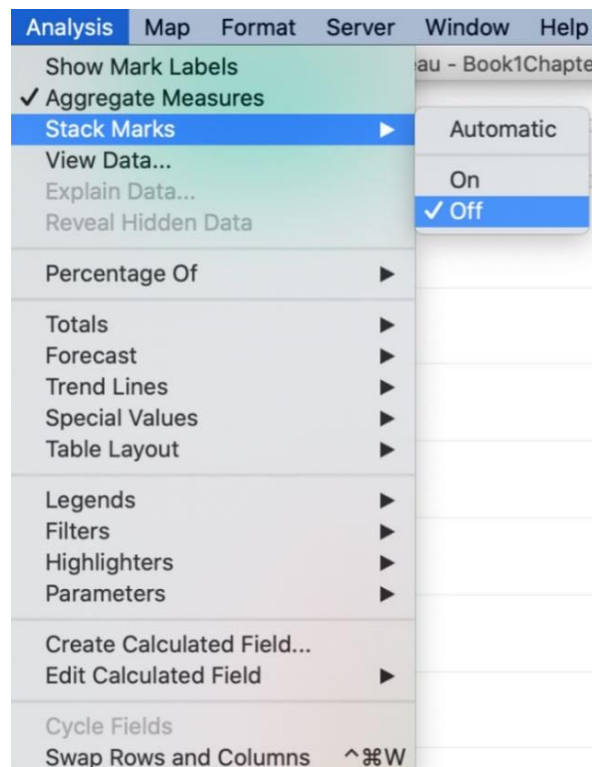 Analysis Map Format Server Window Help
au - Book1Chapte
Show Mark Labels
✓ Aggregate Measures
Stack Marks ▶
Automatic
On
✓ Off
View Data...
Explain Data...
Reveal Hidden Data
Percentage Of ▶
Totals ▶
Forecast ▶
Trend Lines ▶
Special Values ▶
Table Layout ▶
Legends ▶
Filters ▶
Highlighters ▶
Parameters ▶
Create Calculated Field...
Edit Calculated Field ▶
Cycle Fields
Swap Rows and Columns ^⌘W